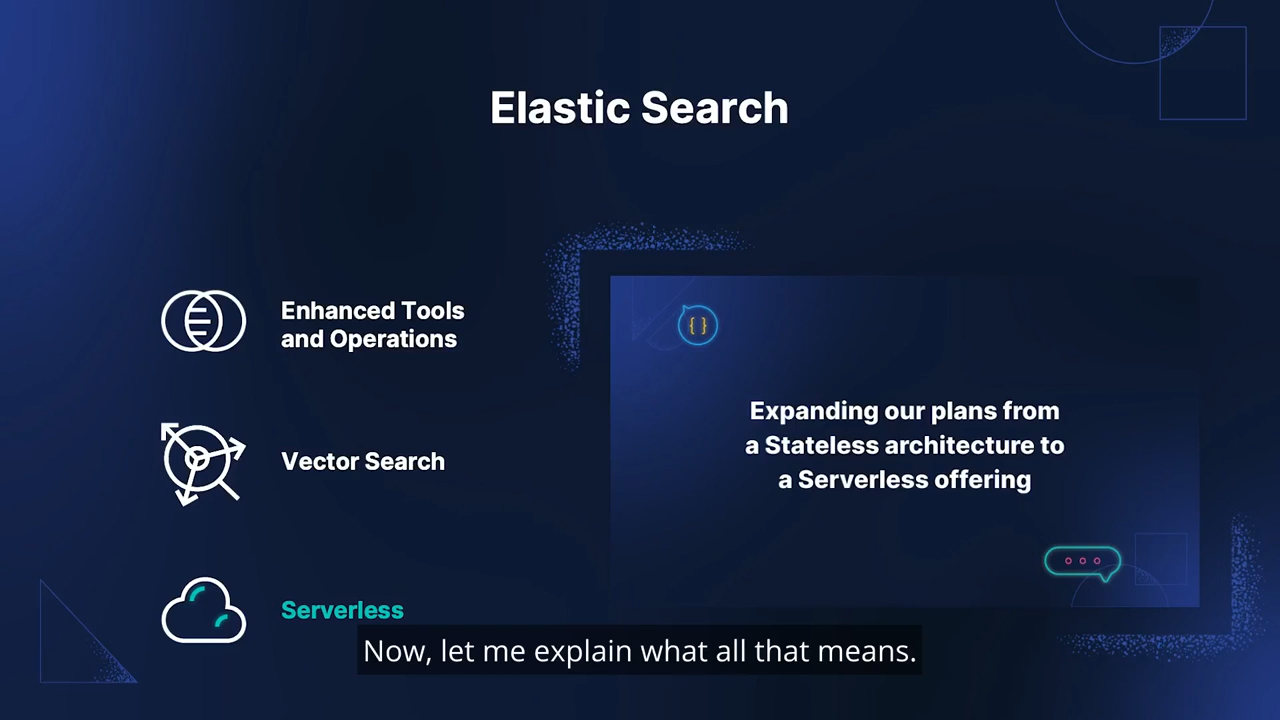 Elastic Search
Enhanced Tools
and Operations
Vector Search
Serverless
{ }
Expanding our plans from
a Stateless architecture to
a Serverless offering
Now, let me explain what all that means.